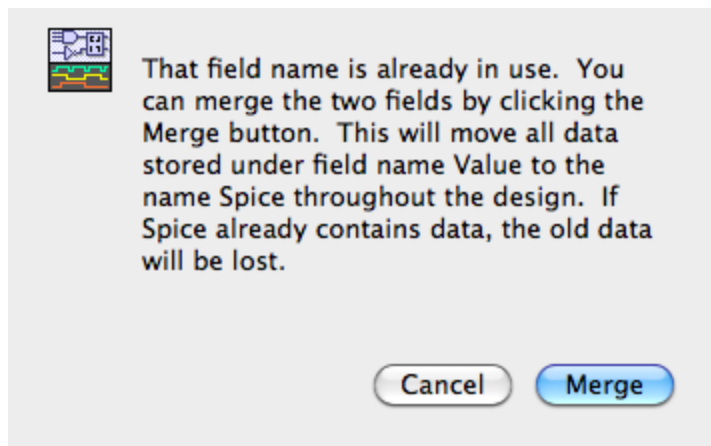 That field name is already in use.  You
can merge the two fields by clicking the
Merge button.  This will move all data
stored under field name Value to the
name Spice throughout the design.  If
Spice already contains data, the old data
will be lost.
Cancel
Merge